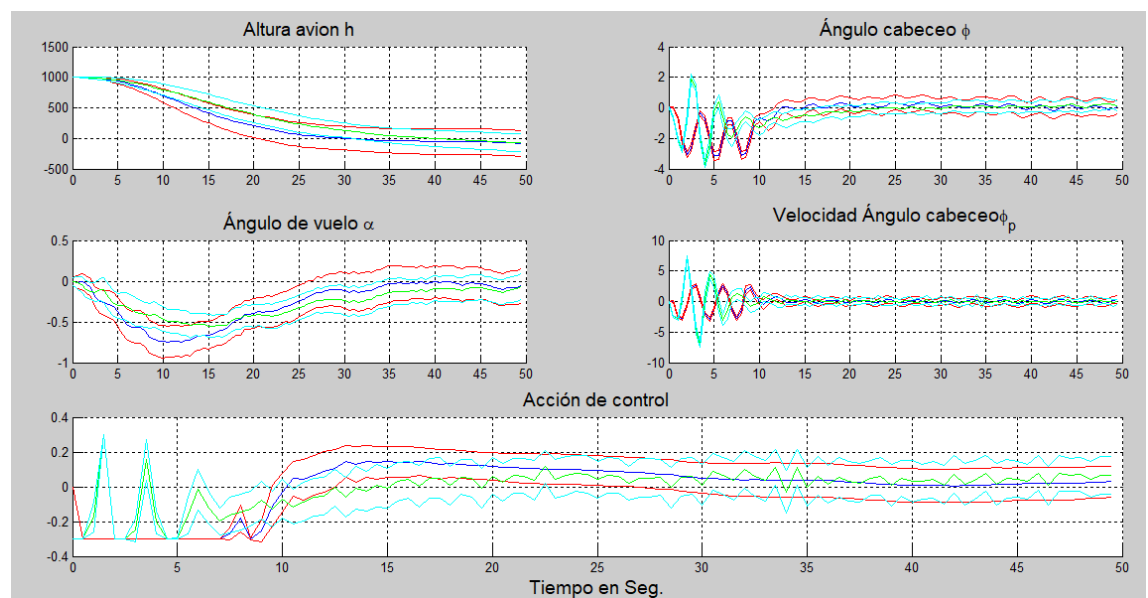 Altura avion h
1500
1000
500
0
-500
0 5 10 15 20 25 30 35 40 45 50
Ángulo cabeceo ϕ
4
2
0
-2
-4
0 5 10 15 20 25 30 35 40 45 50
Ángulo de vuelo α
0.5
0
-0.5
-1
0 5 10 15 20 25 30 35 40 45 50
Velocidad Ángulo cabeceoϕp
10
5
0
-5
-10
0 5 10 15 20 25 30 35 40 45 50
Acción de control
0.4
0.2
0
-0.2
-0.4
0 5 10 15 20 25 30 35 40 45 50
Tiempo en Seg.